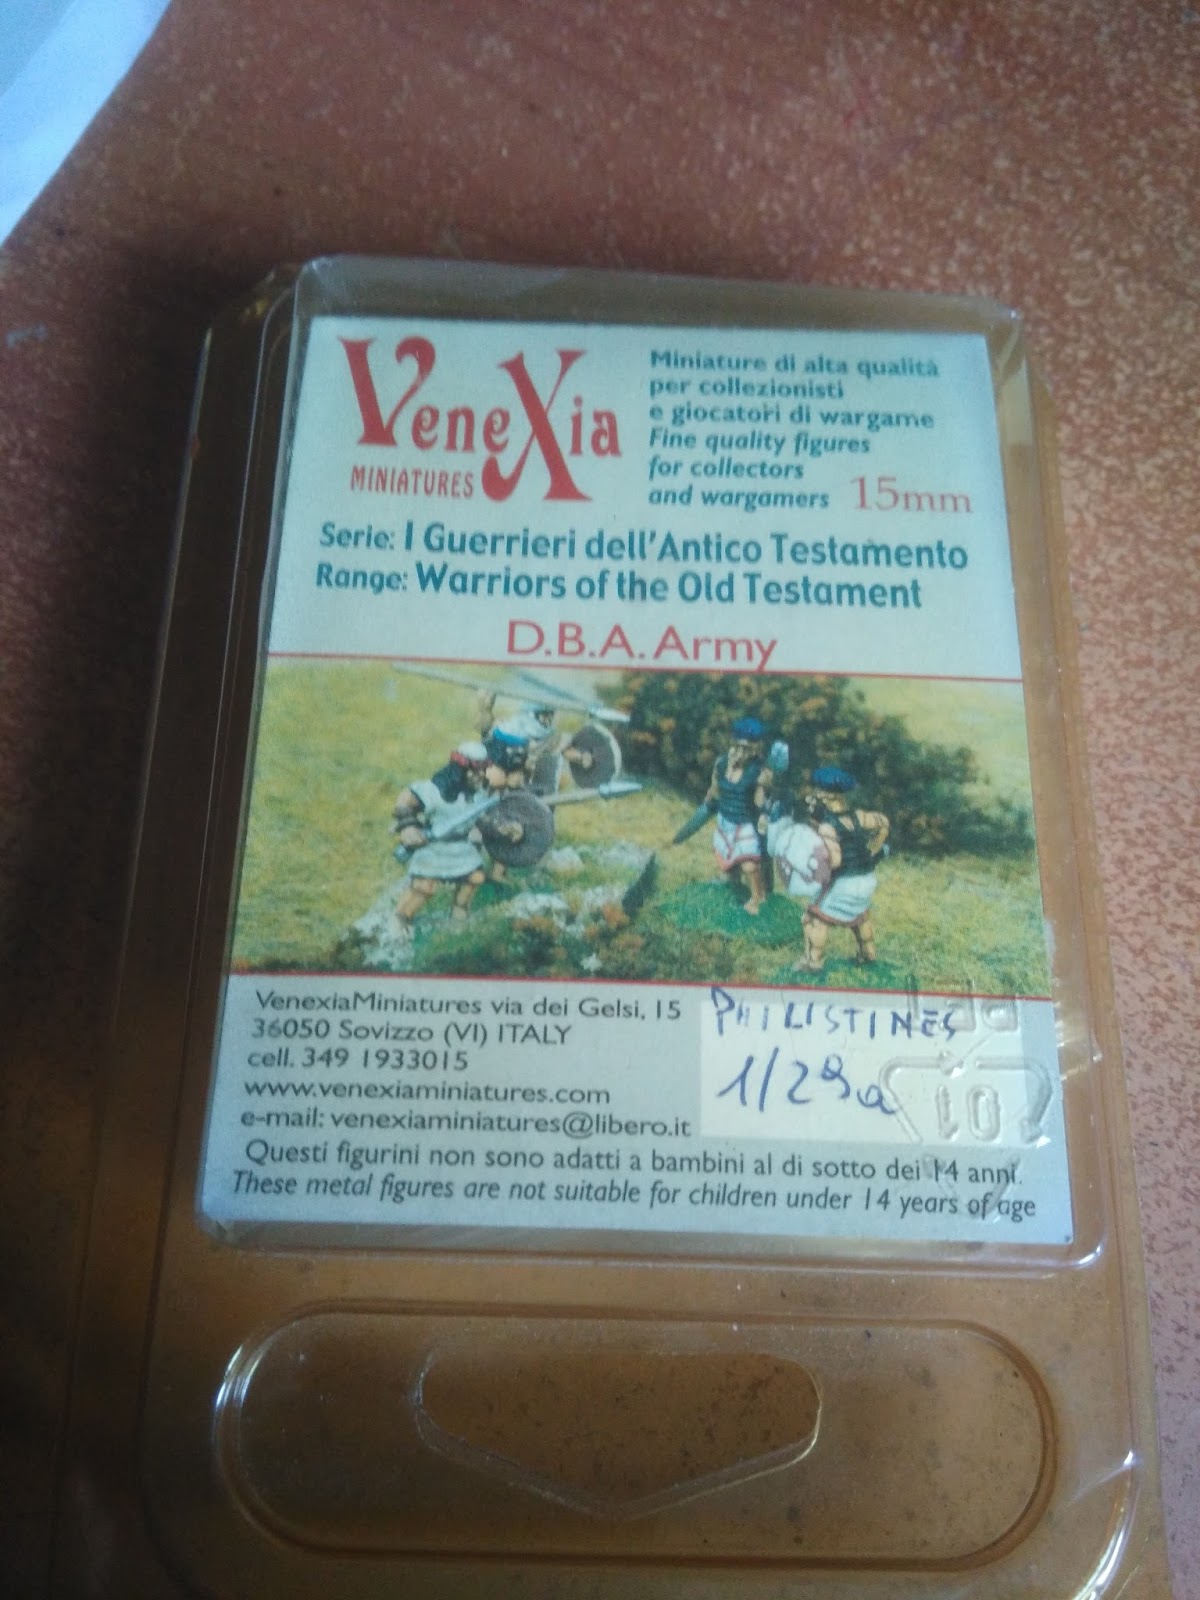 VeneXia
MINIATURES
Miniature di alta qualità
per collezionisti
e giocatori di wargame
Fine quality figures
for collectors
and wargamers 15mm
Serie: I Guerrieri dell'Antico Testamento
Range: Warriors of the Old Testament
D.B.A. Army
VenexiaMiniatures via dei Gelsi, 15
36050 Sovizzo (VI) ITALY
cell. 349 1933015
www.venexiaminiatures.com
e-mail: venexiaminiatures@libero.it
PHILISTINES
1/29a
01
Questi figurini non sono adatti a bambini al di sotto dei 14 anni.
These metal figures are not suitable for children under 14 years of age